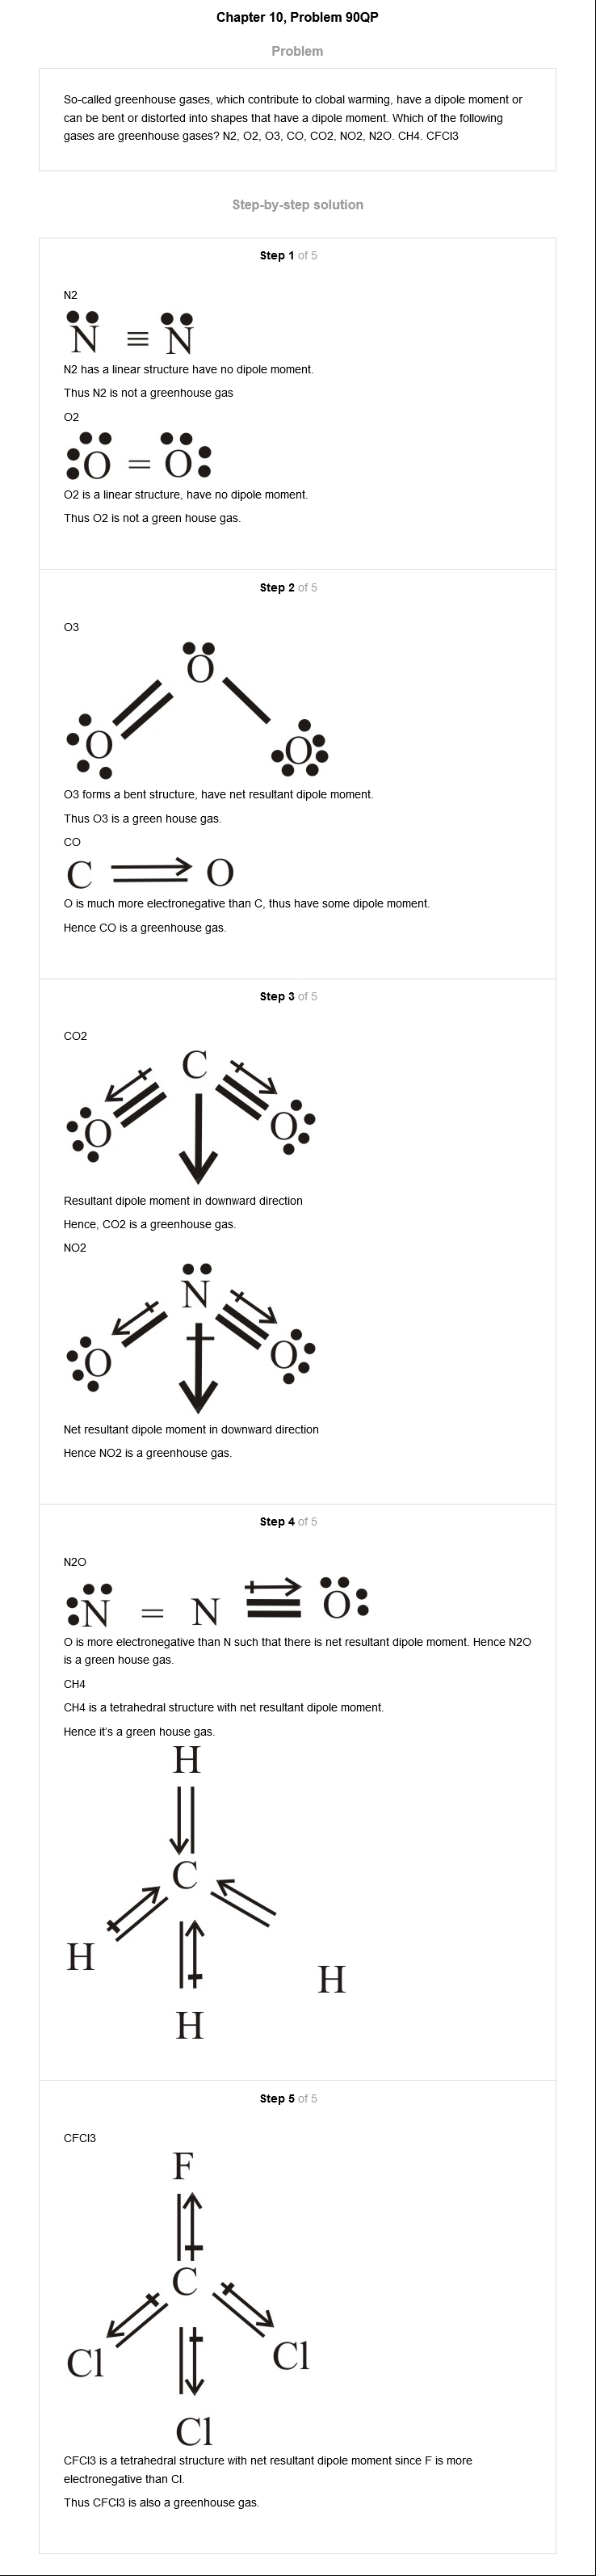 Chapter 10, Problem 90QP
Problem
So-called greenhouse gases, which contribute to clobal warming, have a dipole moment or
can be bent or distorted into shapes that have a dipole moment. Which of the following
gases are greenhouse gases? N2, O2, O3, CO, CO2, NO2, N2O. CH4. CFCl3
Step-by-step solution
Step 1 of 5
N2
N ≡ N
N2 has a linear structure have no dipole moment.
Thus N2 is not a greenhouse gas
O2
O = O
O2 is a linear structure, have no dipole moment.
Thus O2 is not a green house gas.
Step 2 of 5
O3
O
O O
O3 forms a bent structure, have net resultant dipole moment.
Thus O3 is a green house gas.
CO
C O
O is much more electronegative than C, thus have some dipole moment.
Hence CO is a greenhouse gas.
Step 3 of 5
CO2
C
O O
Resultant dipole moment in downward direction
Hence, CO2 is a greenhouse gas.
NO2
N
O O
Net resultant dipole moment in downward direction
Hence NO2 is a greenhouse gas.
Step 4 of 5
N2O
N = N O
O is more electronegative than N such that there is net resultant dipole moment. Hence N2O
is a green house gas.
CH4
CH4 is a tetrahedral structure with net resultant dipole moment.
Hence it's a green house gas.
H
C
H
H
H
Step 5 of 5
CFCl3
F
C
Cl Cl
Cl
CFCl3 is a tetrahedral structure with net resultant dipole moment since F is more
electronegative than Cl.
Thus CFCl3 is also a greenhouse gas.